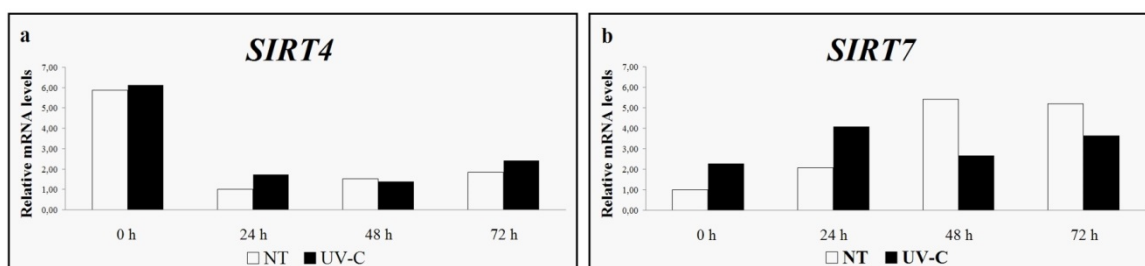 a
SIRT4
Relative mRNA levels
7,00
6,00
5,00
4,00
3,00
2,00
1,00
0,00
0 h 24 h 48 h 72 h
NT UV-C
b
SIRT7
Relative mRNA levels
7,00
6,00
5,00
4,00
3,00
2,00
1,00
0,00
0 h 24 h 48 h 72 h
NT UV-C